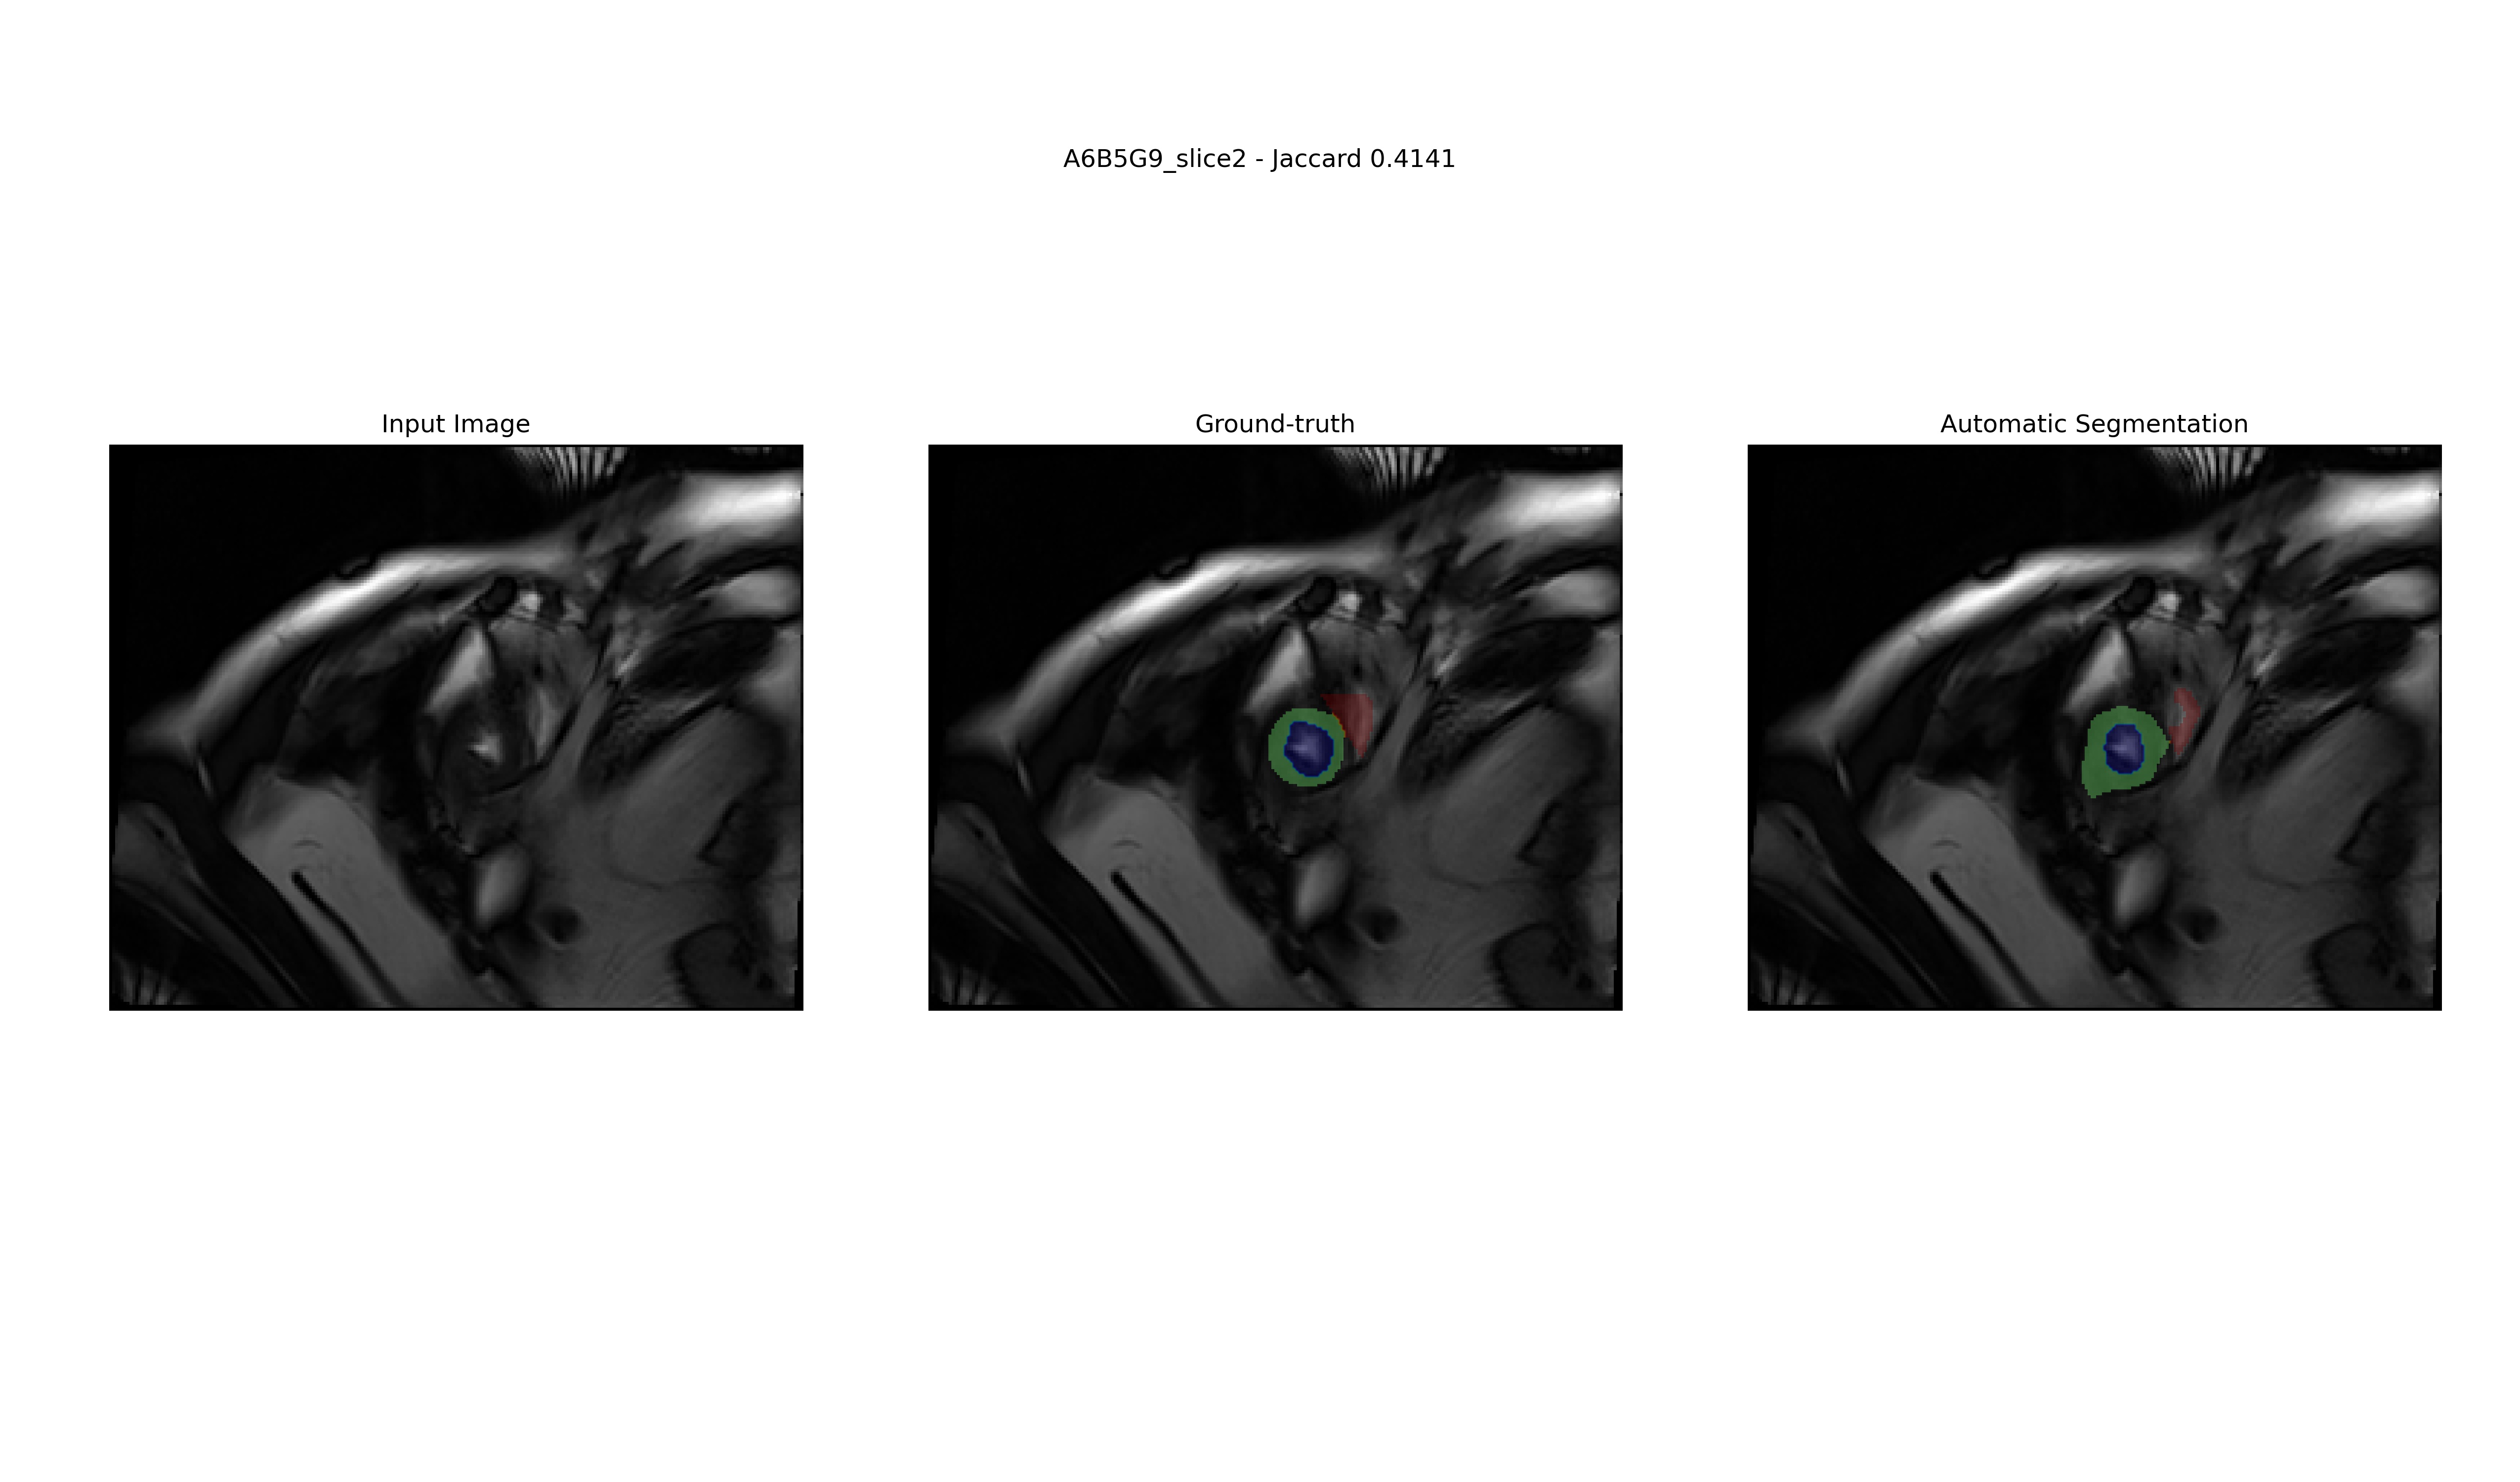 A6B5G9_slice2 - Jaccard 0.4141
Input Image
Ground-truth
Automatic Segmentation